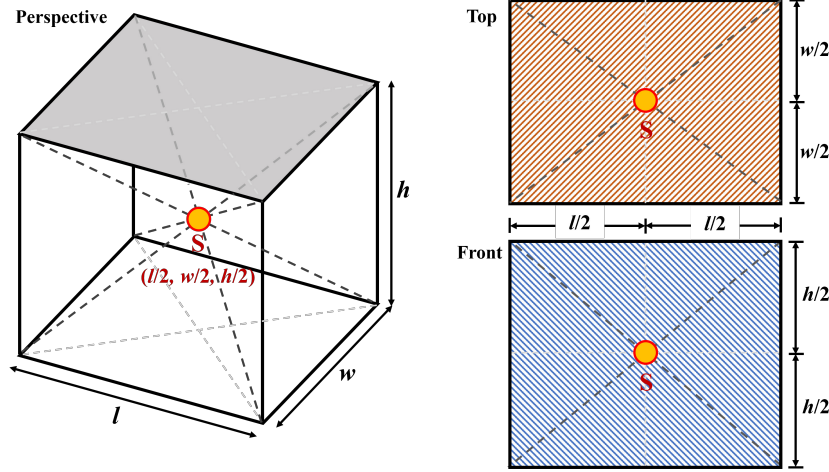 Perspective
h
S
(l/2, w/2, h/2)
w
l
Top
w/2
S
w/2
l/2
l/2
Front
h/2
S
h/2